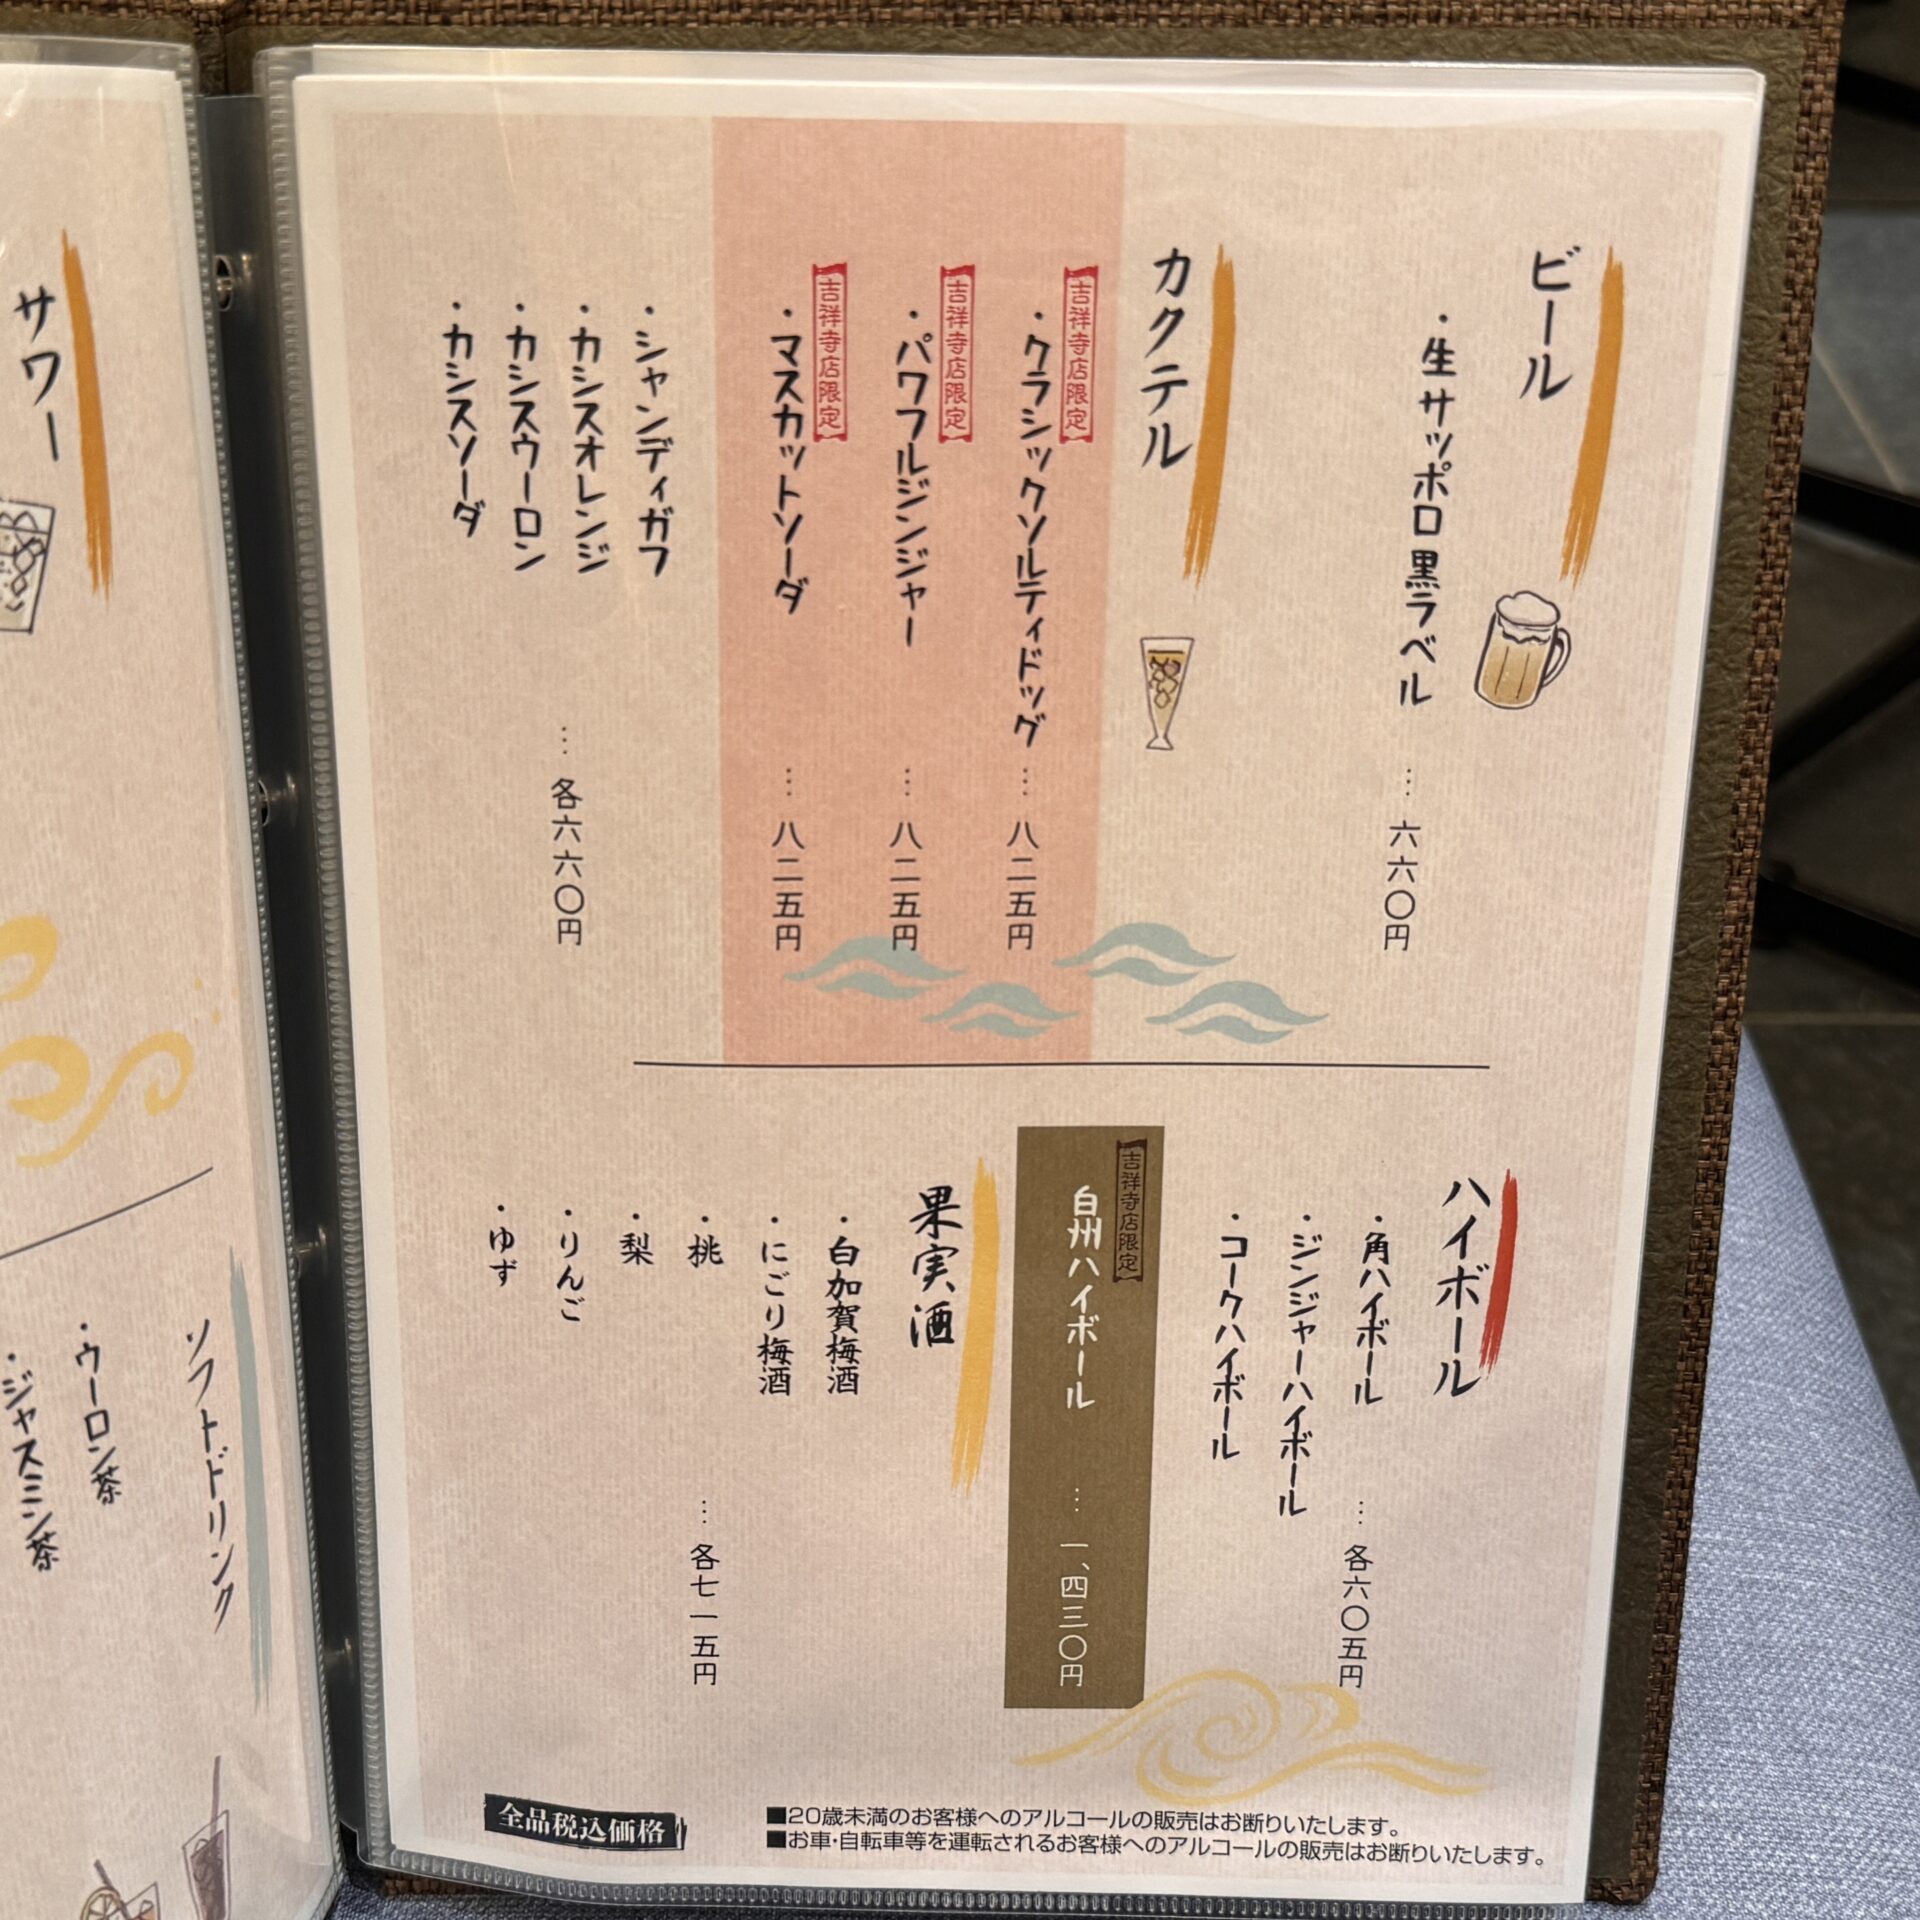 ビール
・生サッポロ黒ラベル … 六六〇円
カクテル
吉祥寺店限定
・クラシックソルティドッグ … 八二五円
吉祥寺店限定
・パワフルジンジャー … 八二五円
吉祥寺店限定
・マスカットソーダ … 八二五円
・シャンディガフ
・カシスオレンジ
・カシスウーロン
・カシスソーダ
… 各六六〇円
ハイボール
・角ハイボール
・ジンジャーハイボール
・コークハイボール
… 各六〇五円
吉祥寺店限定
白州ハイボール … 一、四三〇円
果実酒
・白加賀梅酒
・にごり梅酒
・桃
・梨
・りんご
・ゆず
… 各七一五円
■20歳未満のお客様へのアルコールの販売はお断りいたします。
■お車・自転車等を運転されるお客様へのアルコールの販売はお断りいたします。
全品税込価格
サワー
ソフトドリンク
・ウーロン茶
・ジャスミン茶